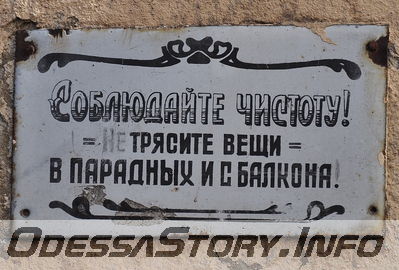 Соблюдайте чистоту!
= Не трясите вещи =
в парадных и с балкона!
OdessaStory.Info